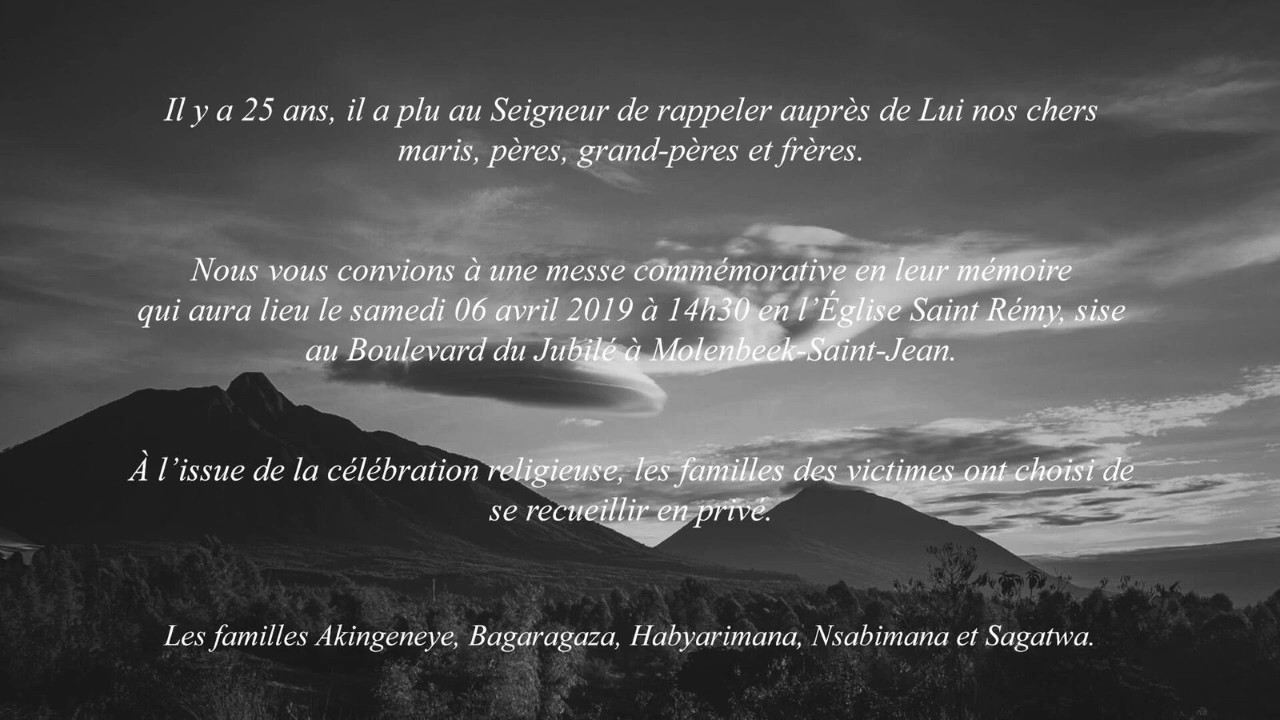 Il y a 25 ans, il a plu au Seigneur de rappeler auprès de Lui nos chers
maris, pères, grand-pères et frères.
Nous vous convions à une messe commémorative en leur mémoire
qui aura lieu le samedi 06 avril 2019 à 14h30 en l’Église Saint Rémy, sise
au Boulevard du Jubilé à Molenbeek-Saint-Jean.
À l’issue de la célébration religieuse, les familles des victimes ont choisi de
se recueillir en privé.
Les familles Akingeneye, Bagaragaza, Habyarimana, Nsabimana et Sagatwa.